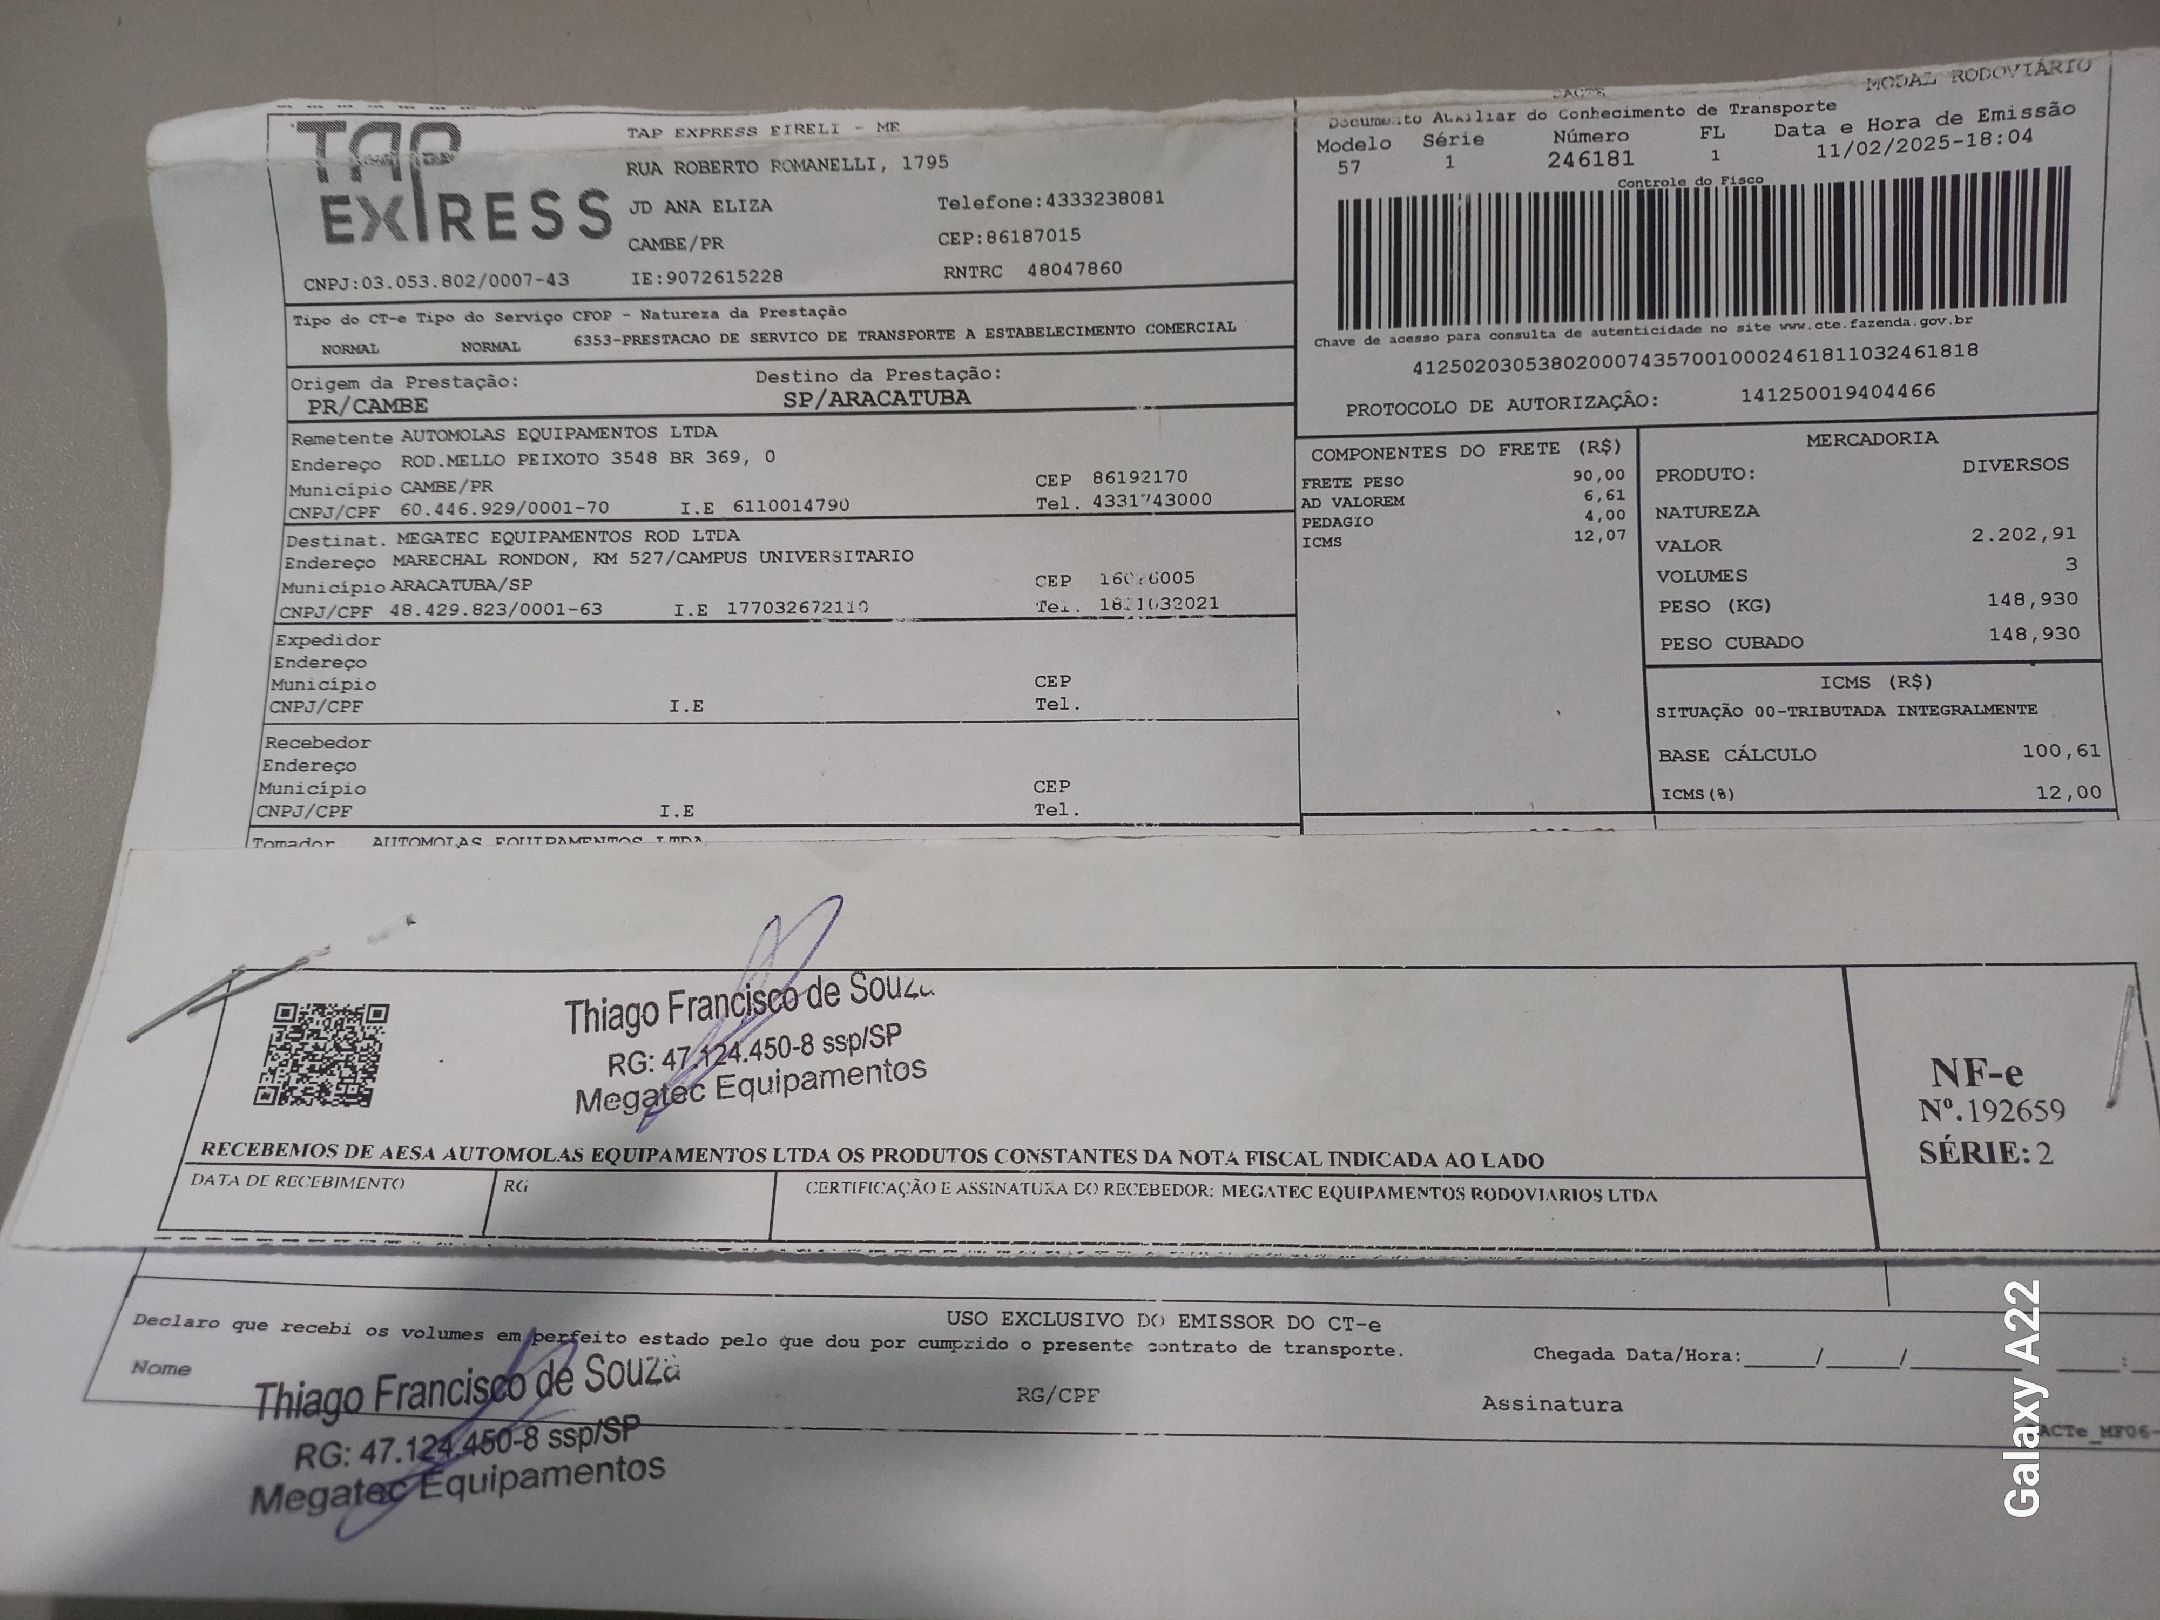 TAP
EXPRESS
TAP EXPRESS EIRELI - ME
RUA ROBERTO ROMANELLI, 1795
JD ANA ELIZA Telefone:4333238081
CAMBE/PR CEP:86187015
CNPJ:03.053.802/0007-43 IE:9072615228 RNTRC 48047860
MODAL RODOVIÁRIO
DACTE
Documento Auxiliar do Conhecimento de Transporte
Modelo Série Número FL Data e Hora de Emissão
57 1 246181 1 11/02/2025-18:04
Controle do Fisco
Chave de acesso para consulta de autenticidade no site www.cte.fazenda.gov.br
41250203053802000743570010002461811032461818
PROTOCOLO DE AUTORIZAÇÃO: 141250019404466
Tipo do CT-e Tipo do Serviço CFOP - Natureza da Prestação
NORMAL NORMAL 6353-PRESTACAO DE SERVICO DE TRANSPORTE A ESTABELECIMENTO COMERCIAL
Origem da Prestação: Destino da Prestação:
PR/CAMBE SP/ARACATUBA
Remetente AUTOMOLAS EQUIPAMENTOS LTDA
Endereço ROD.MELLO PEIXOTO 3548 BR 369, 0
Município CAMBE/PR CEP 86192170
CNPJ/CPF 60.446.929/0001-70 I.E 6110014790 Tel. 4331743000
Destinat. MEGATEC EQUIPAMENTOS ROD LTDA
Endereço MARECHAL RONDON, KM 527/CAMPUS UNIVERSITARIO
Município ARACATUBA/SP CEP
CNPJ/CPF 48.429.823/0001-63 I.E 177032672110 Tel.
Expedidor
Endereço
Município CEP
CNPJ/CPF I.E Tel.
Recebedor
Endereço
Município CEP
CNPJ/CPF I.E Tel.
Tomador AUTOMOLAS EQUIPAMENTOS LTDA
COMPONENTES DO FRETE (R$)
FRETE PESO 90,00
AD VALOREM 6,61
PEDAGIO 4,00
ICMS 12,07
MERCADORIA
PRODUTO: DIVERSOS
NATUREZA
VALOR 2.202,91
VOLUMES 3
PESO (KG) 148,930
PESO CUBADO 148,930
ICMS (R$)
SITUAÇÃO 00-TRIBUTADA INTEGRALMENTE
BASE CÁLCULO 100,61
ICMS(%) 12,00
Thiago Francisco de Souza
RG: 47.124.450-8 ssp/SP
Megatec Equipamentos
RECEBEMOS DE AESA AUTOMOLAS EQUIPAMENTOS LTDA OS PRODUTOS CONSTANTES DA NOTA FISCAL INDICADA AO LADO
DATA DE RECEBIMENTO RG CERTIFICAÇÃO E ASSINATURA DO RECEBEDOR: MEGATEC EQUIPAMENTOS RODOVIARIOS LTDA
NF-e
Nº.192659
SÉRIE: 2
USO EXCLUSIVO DO EMISSOR DO CT-e
Declaro que recebi os volumes em perfeito estado pelo que dou por cumprido o presente contrato de transporte.
Chegada Data/Hora:_____/_____/_____ ____:
Nome RG/CPF Assinatura
Thiago Francisco de Souza
RG: 47.124.450-8 ssp/SP
Megatec Equipamentos
ACTe_MF06-
Galaxy A22